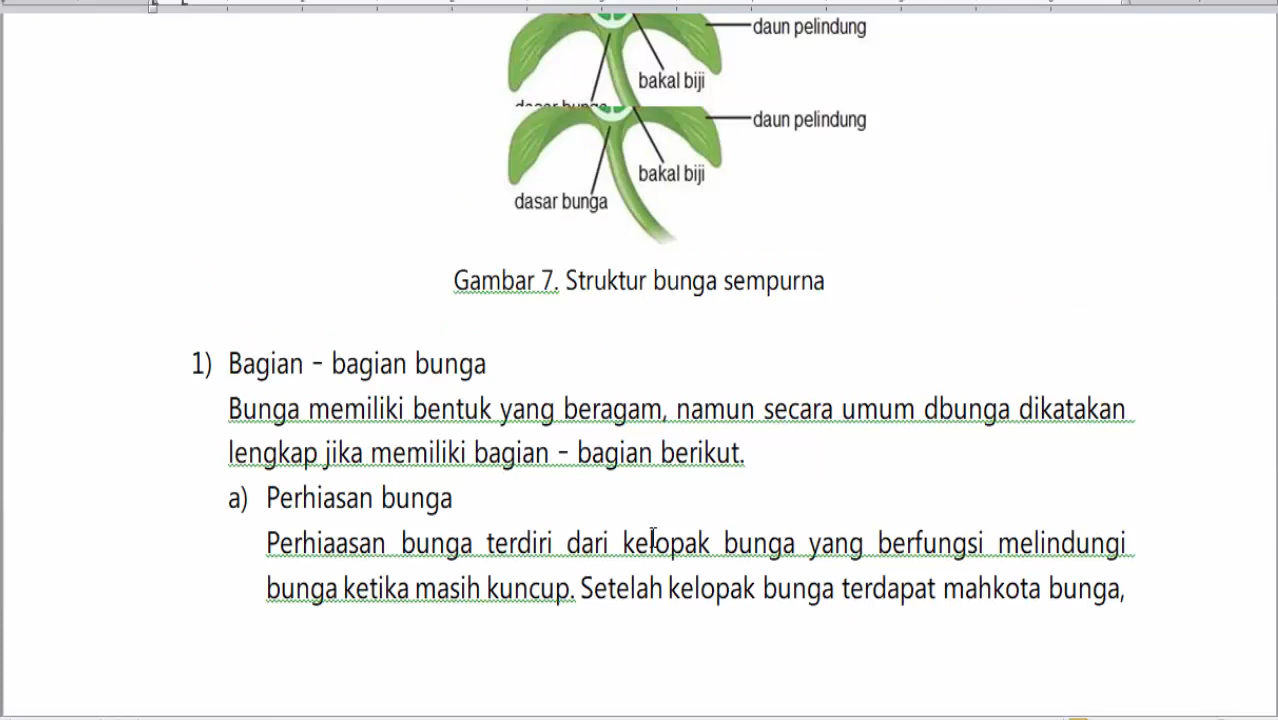 daun pelindung
bakal biji
daun pelindung
bakal biji
dasar bunga
Gambar 7. Struktur bunga sempurna
1) Bagian - bagian bunga
Bunga memiliki bentuk yang beragam, namun secara umum dbunga dikatakan
lengkap jika memiliki bagian - bagian berikut.
a) Perhiasan bunga
Perhiaasan bunga terdiri dari kelopak bunga yang berfungsi melindungi
bunga ketika masih kuncup. Setelah kelopak bunga terdapat mahkota bunga,